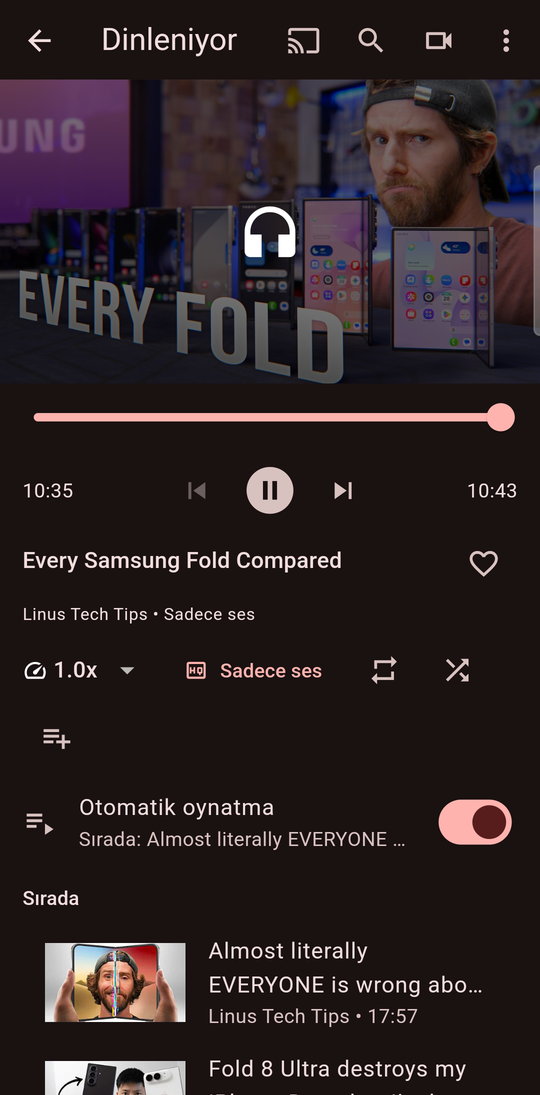 Dinleniyor
UNG
EVERY FOLD
10:35
10:43
Every Samsung Fold Compared
Linus Tech Tips • Sadece ses
1.0x
HQ
Sadece ses
Otomatik oynatma
Sırada: Almost literally EVERYONE ...
Sırada
Almost literally
EVERYONE is wrong abo...
Linus Tech Tips • 17:57
Fold 8 Ultra destroys my